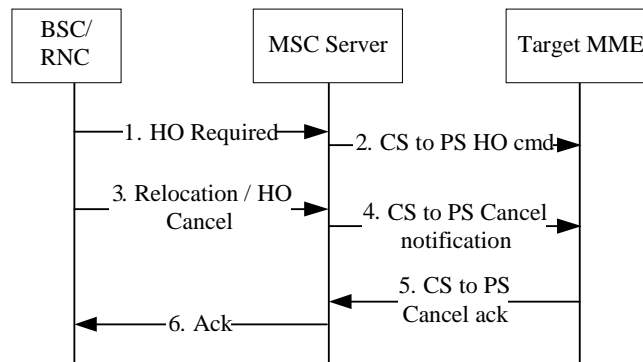 BSC/
RNC
MSC Server
Target MME
1. HO Required
2. CS to PS HO cmd
3. Relocation / HO
Cancel
4. CS to PS Cancel
notification
5. CS to PS
Cancel ack
6. Ack